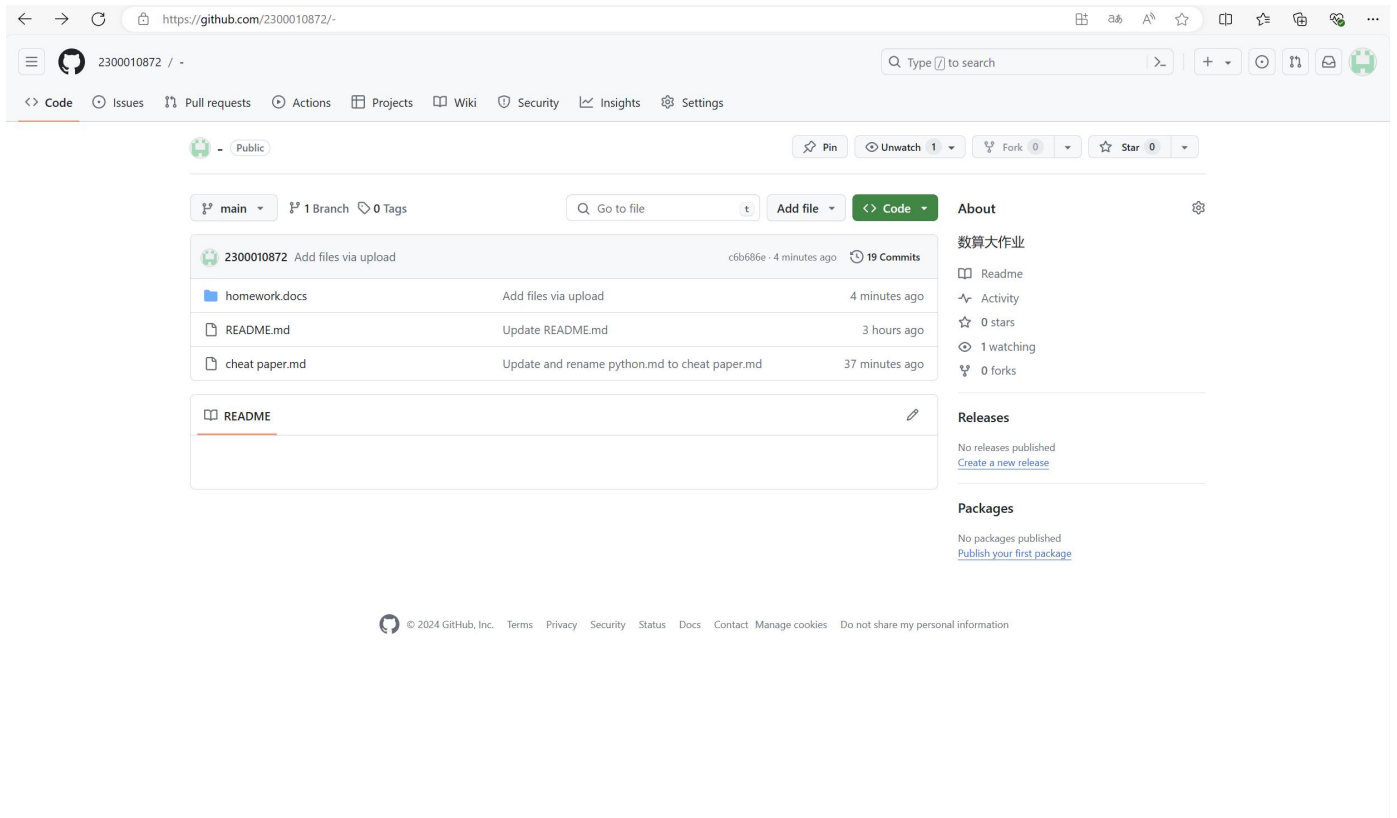 https://github.com/2300010872/-
2300010872 / -
Type / to search
Code Issues Pull requests Actions Projects Wiki Security Insights Settings
- Public
Pin Unwatch 1 Fork 0 Star 0
main 1 Branch 0 Tags Go to file t Add file Code
About
数算大作业
2300010872 Add files via upload c6b686e · 4 minutes ago 19 Commits
homework.docs Add files via upload 4 minutes ago
README.md Update README.md 3 hours ago
cheat paper.md Update and rename python.md to cheat paper.md 37 minutes ago
README
Readme
Activity
0 stars
1 watching
0 forks
Releases
No releases published
Create a new release
Packages
No packages published
Publish your first package
© 2024 GitHub, Inc. Terms Privacy Security Status Docs Contact Manage cookies Do not share my personal information